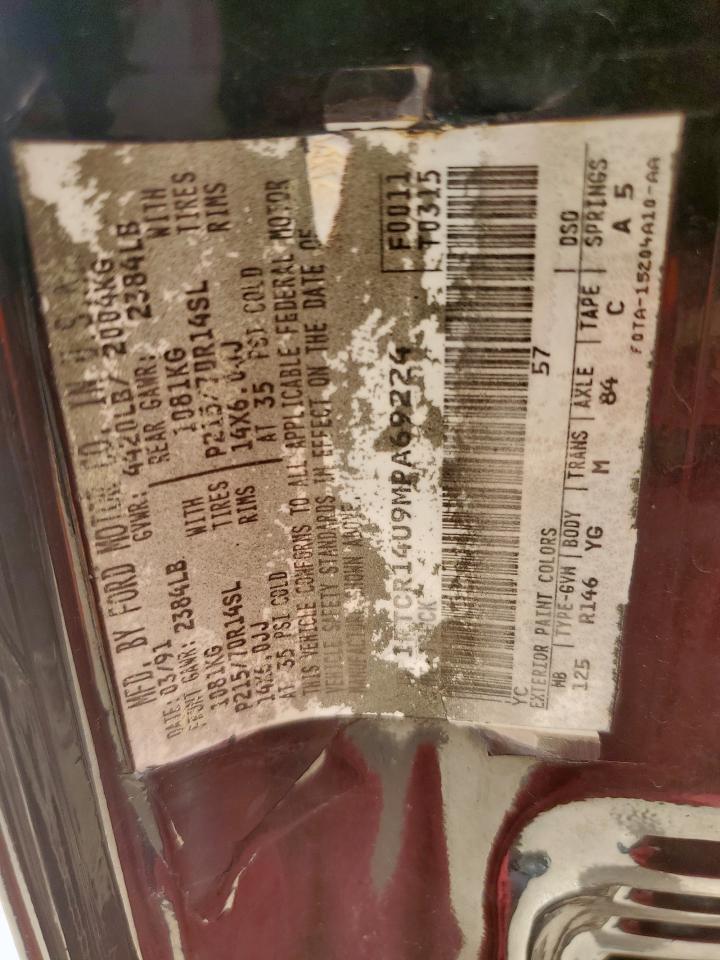 MFD. BY FORD MOTOR CO. IN U.S.A.
DATE: 03/91 GVWR: 4420LB/ 2004KG
FRONT GAWR: 2384LB REAR GAWR: 2384LB
1081KG WITH 1081KG WITH
P215/70R14SL TIRES P215/70R14SL TIRES
14X6.0JJ RIMS 14X6.0JJ RIMS
AT 35 PSI COLD AT 35 PSI COLD
THIS VEHICLE CONFORMS TO ALL APPLICABLE FEDERAL MOTOR
VEHICLE SAFETY STANDARDS IN EFFECT ON THE DATE OF
SHOWN ABOVE
F0011
T0315
1FTCR14U9MPA69224
YC 57
EXTERIOR PAINT COLORS DSO
WB TYPE-GVW BODY TRANS AXLE TAPE SPRINGS
125 R146 YG M 84 C A 5
F0TA-15204A10-AA